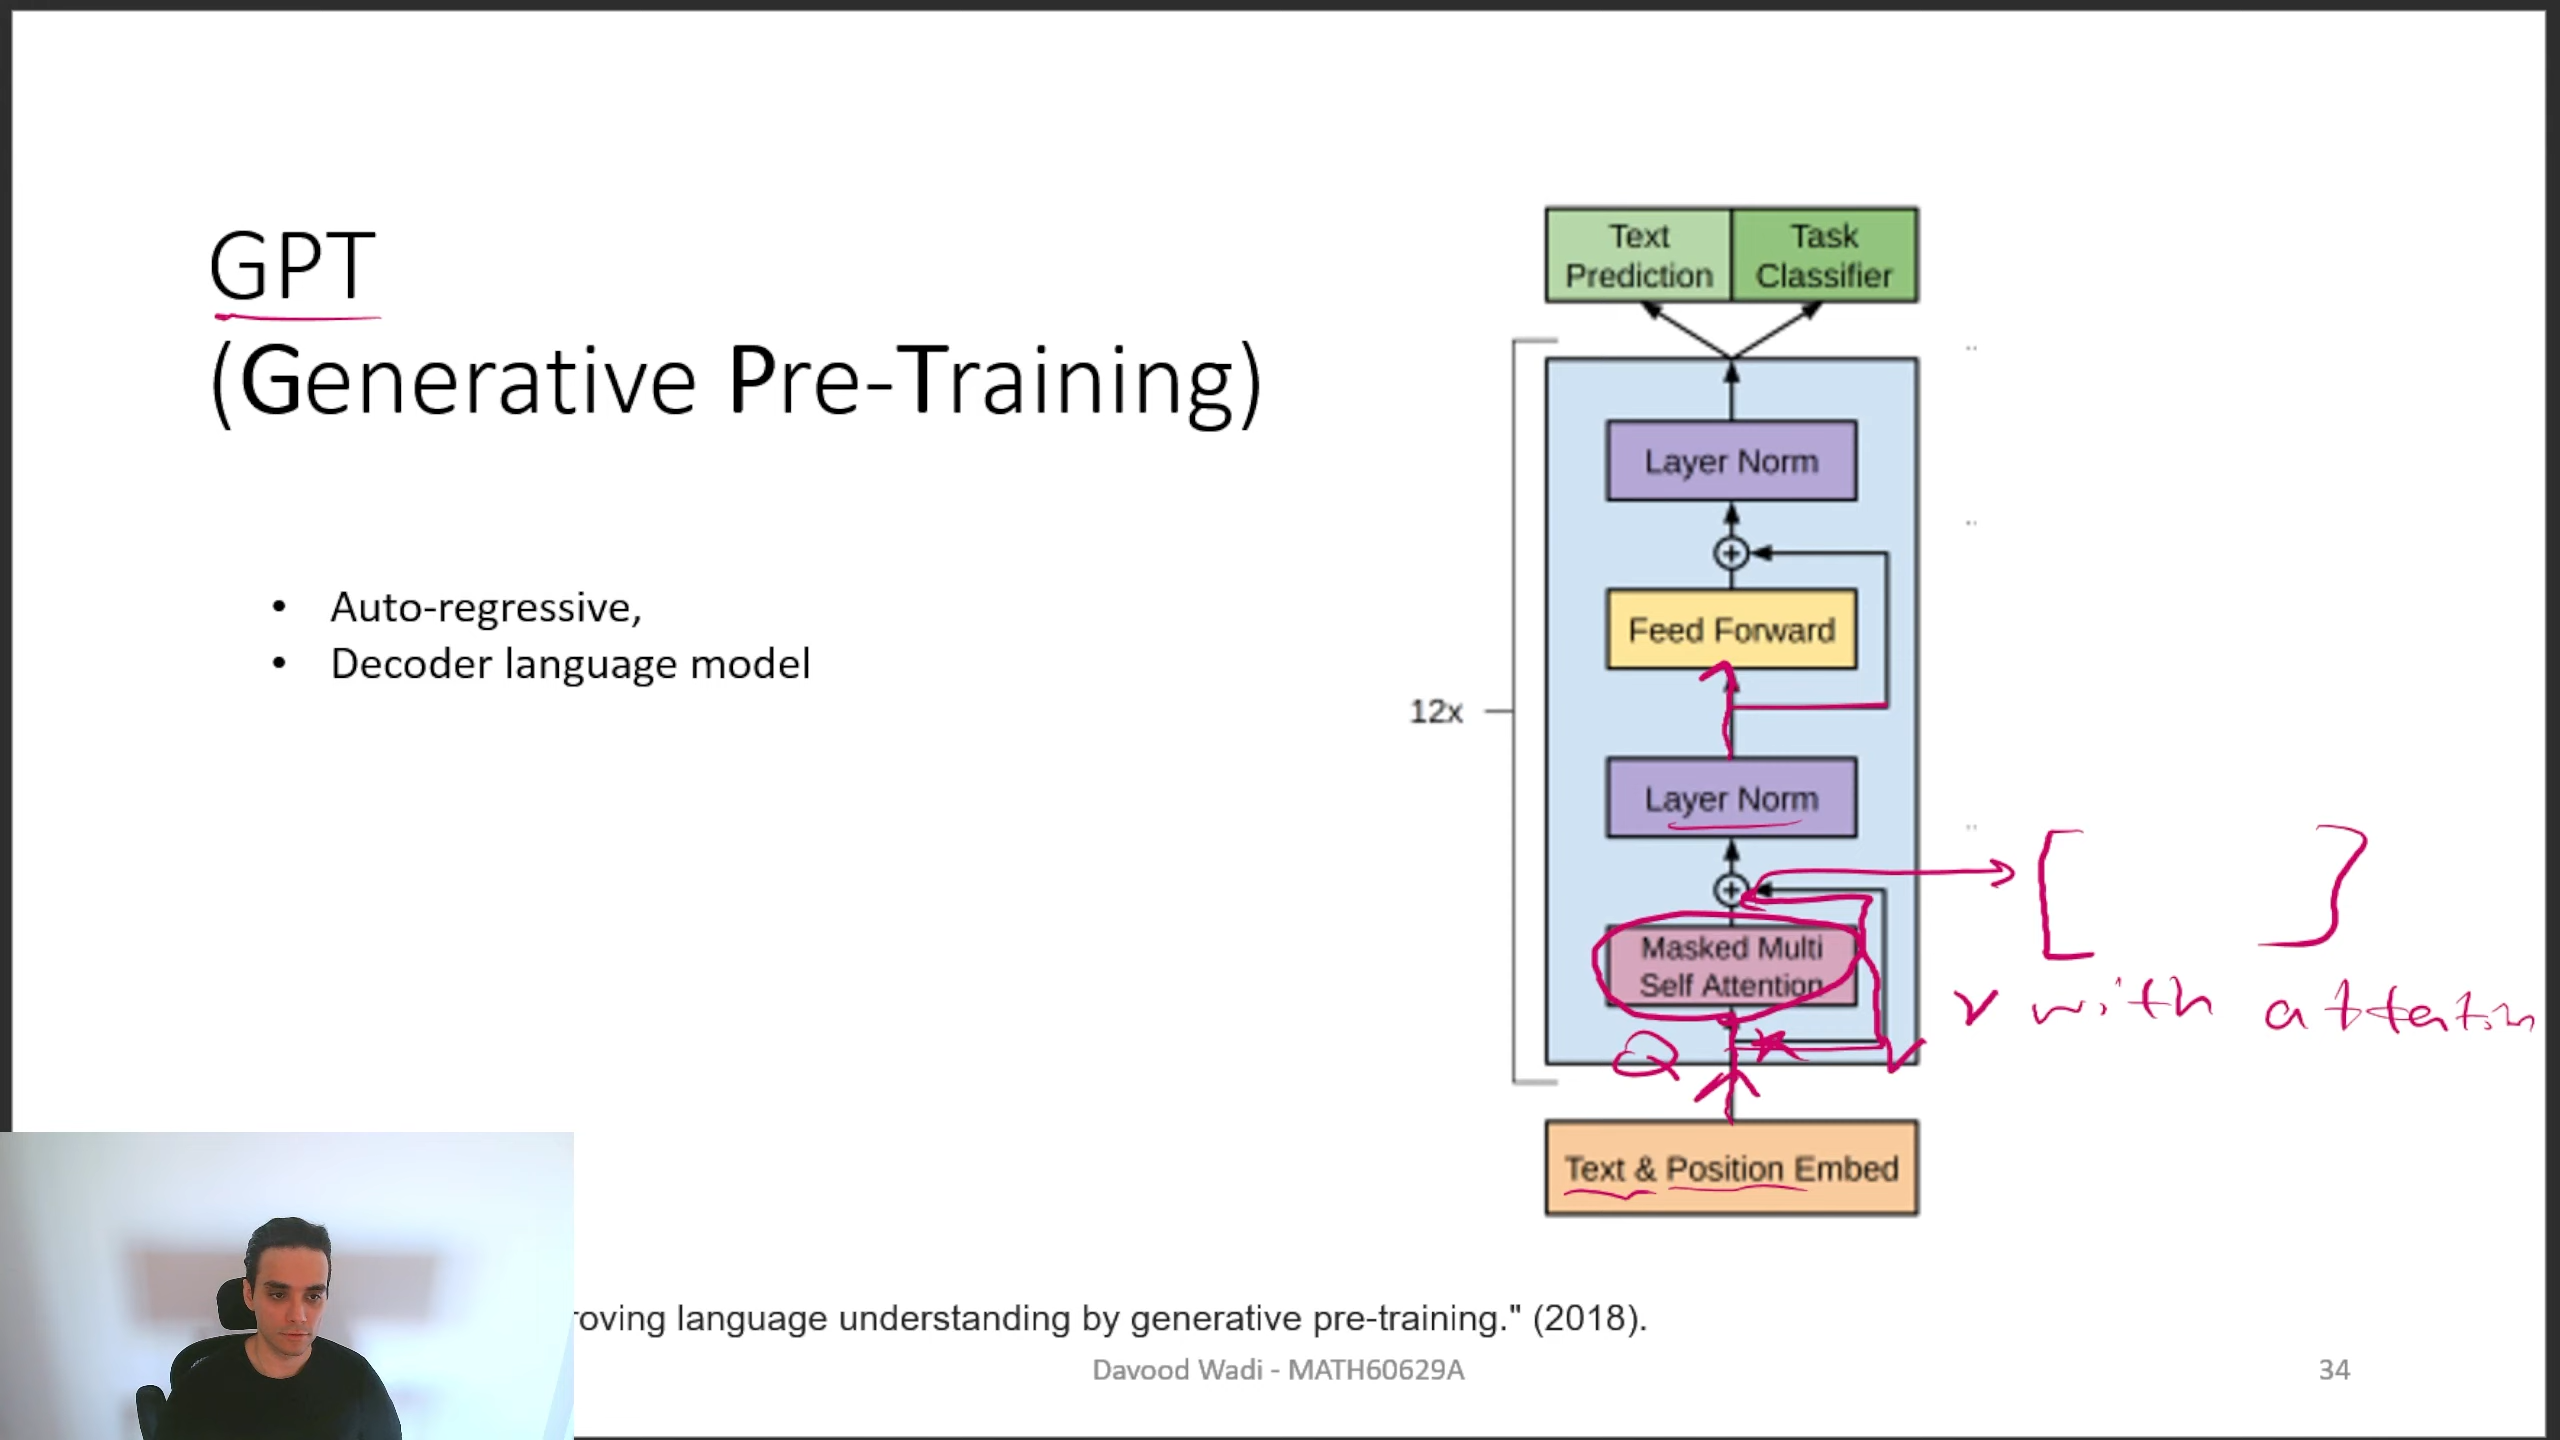 GPT
(Generative Pre-Training)
• Auto-regressive,
• Decoder language model
Text
Prediction
Task
Classifier
Layer Norm
Feed Forward
12x
Layer Norm
Masked Multi
Self Attention
Q
V
V with
Text & Position Embed
roving language understanding by generative pre-training." (2018).
Davood Wadi - MATH60629A
34